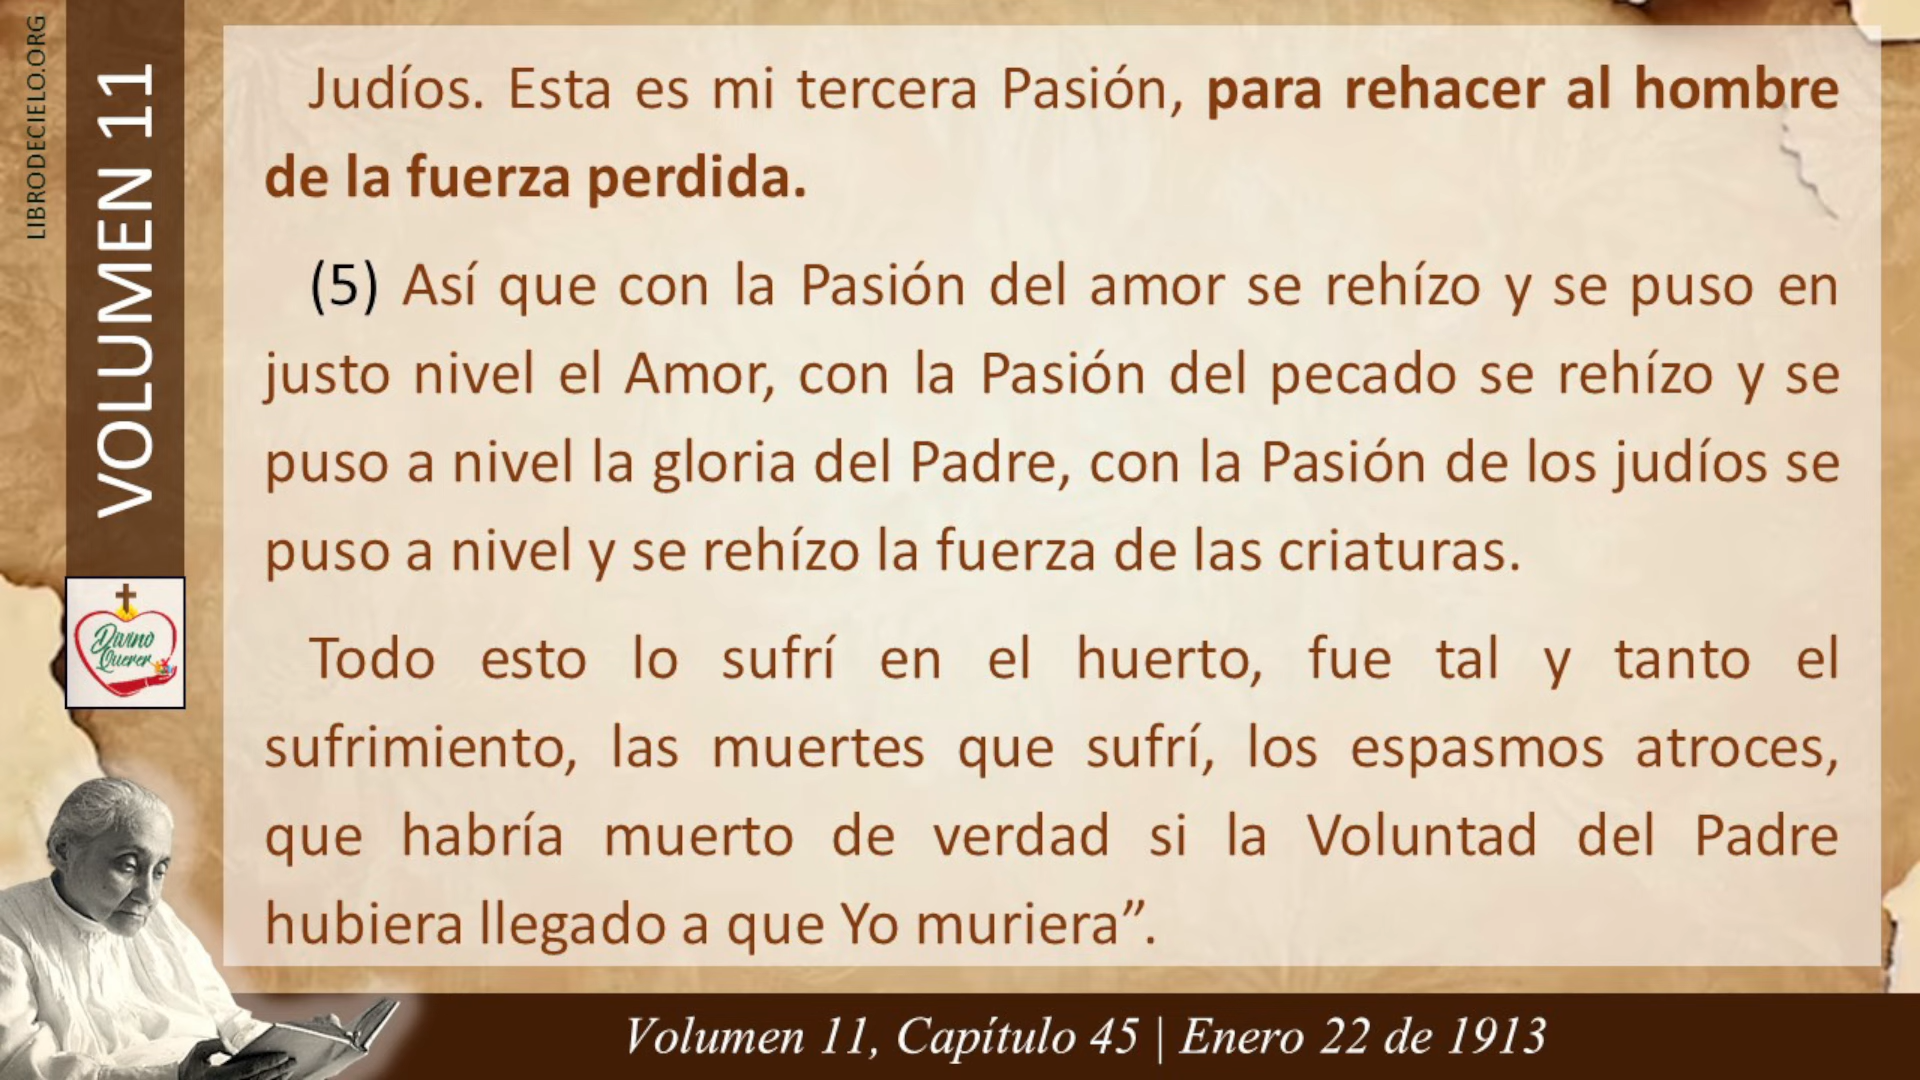 LIBRODECIELO.ORG
VOLUMEN 11
Divino
Querer
Judíos. Esta es mi tercera Pasión, para rehacer al hombre
de la fuerza perdida.
(5) Así que con la Pasión del amor se rehízo y se puso en
justo nivel el Amor, con la Pasión del pecado se rehízo y se
puso a nivel la gloria del Padre, con la Pasión de los judíos se
puso a nivel y se rehízo la fuerza de las criaturas.
Todo esto lo sufrí en el huerto, fue tal y tanto el
sufrimiento, las muertes que sufrí, los espasmos atroces,
que habría muerto de verdad si la Voluntad del Padre
hubiera llegado a que Yo muriera”.
Volumen 11, Capítulo 45 | Enero 22 de 1913